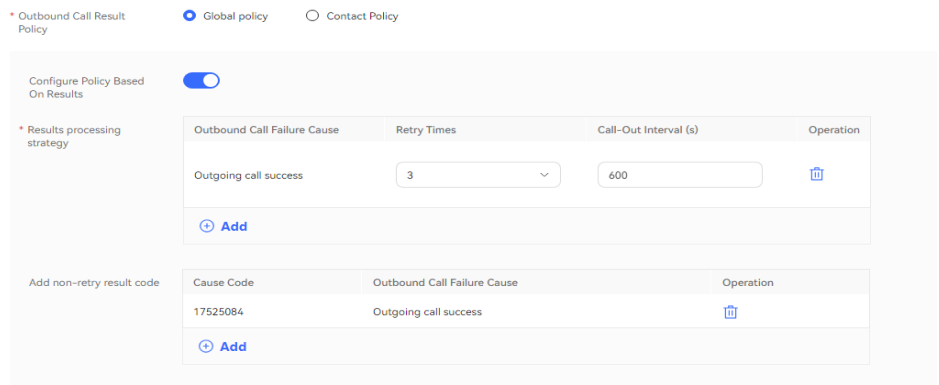 * Outbound Call Result Policy
Global policy
Contact Policy
Configure Policy Based On Results
* Results processing strategy
Outbound Call Failure Cause Retry Times Call-Out Interval (s) Operation
Outgoing call success 3 600
Add
Add non-retry result code
Cause Code Outbound Call Failure Cause Operation
17525084 Outgoing call success
Add